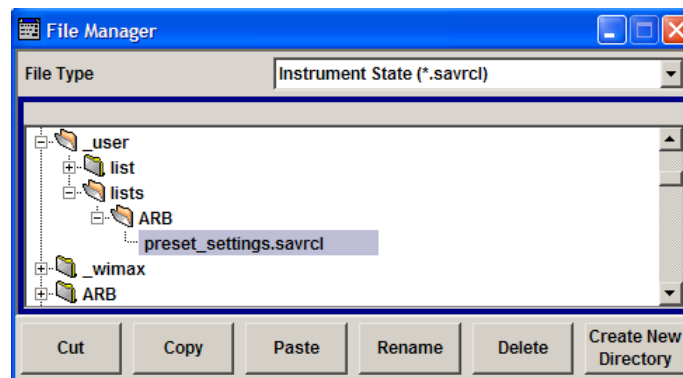 File Manager
File Type
Instrument State (*.savrcl)
_user
list
lists
ARB
preset_settings.savrcl
_wimax
ARB
Cut
Copy
Paste
Rename
Delete
Create New
Directory